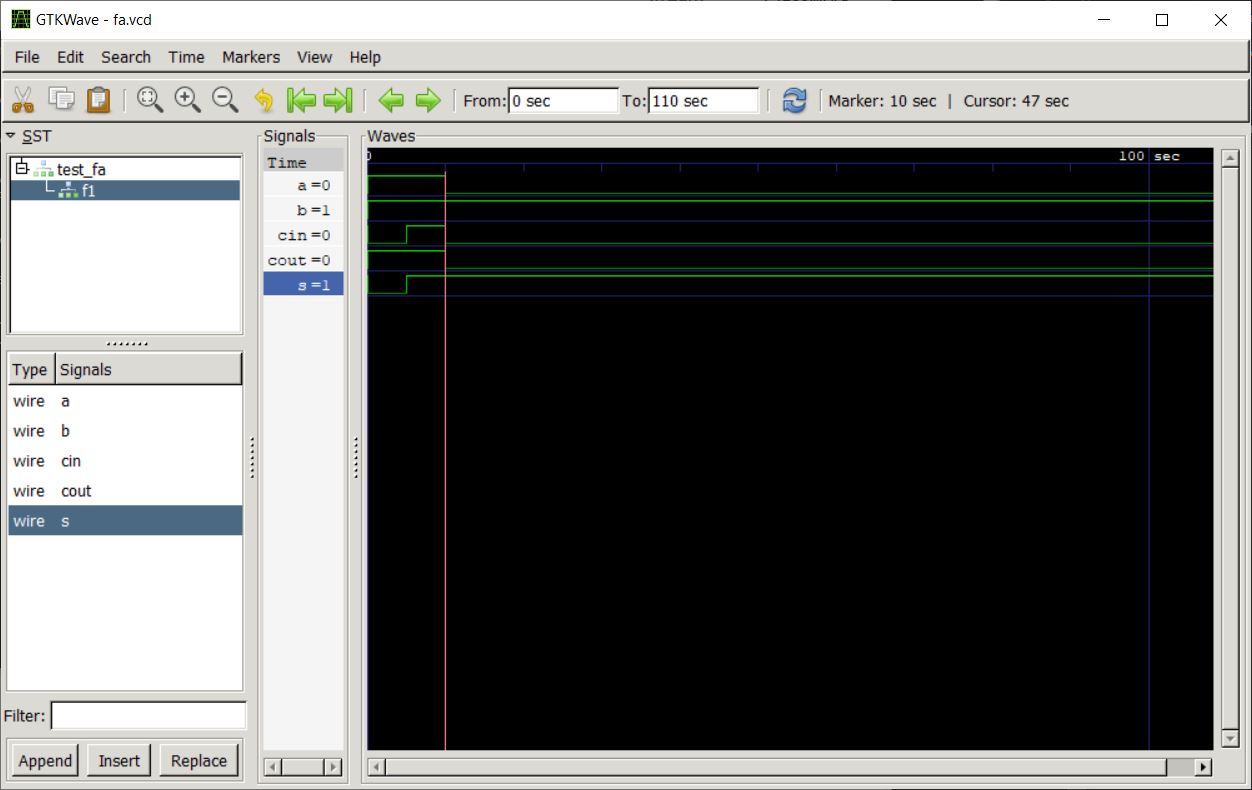 GTKWave - fa.vcd
File Edit Search Time Markers View Help
From: 0 sec To: 110 sec Marker: 10 sec | Cursor: 47 sec
SST
test_fa
f1
Type Signals
wire a
wire b
wire cin
wire cout
wire s
Filter:
Append Insert Replace
Signals
Time
a =0
b =1
cin =0
cout =0
s =1
Waves
0 100 sec